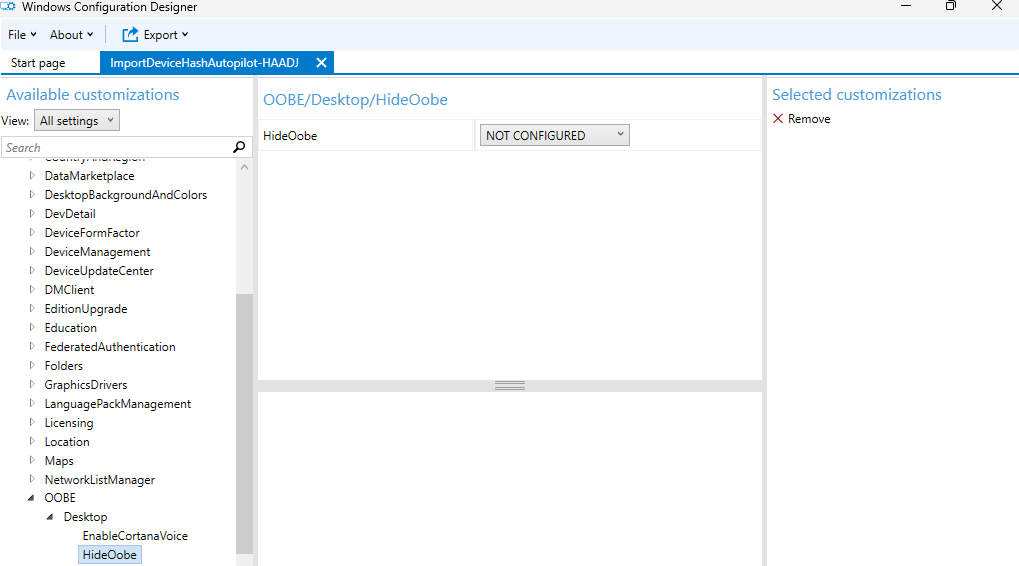 Windows Configuration Designer
File About Export
Start page ImportDeviceHashAutopilot-HAADJ
Available customizations
View: All settings
Search
CountryAndRegion
DataMarketplace
DesktopBackgroundAndColors
DevDetail
DeviceFormFactor
DeviceManagement
DeviceUpdateCenter
DMClient
EditionUpgrade
Education
FederatedAuthentication
Folders
GraphicsDrivers
LanguagePackManagement
Licensing
Location
Maps
NetworkListManager
OOBE
Desktop
EnableCortanaVoice
HideOobe
OOBE/Desktop/HideOobe
HideOobe NOT CONFIGURED
Selected customizations
Remove